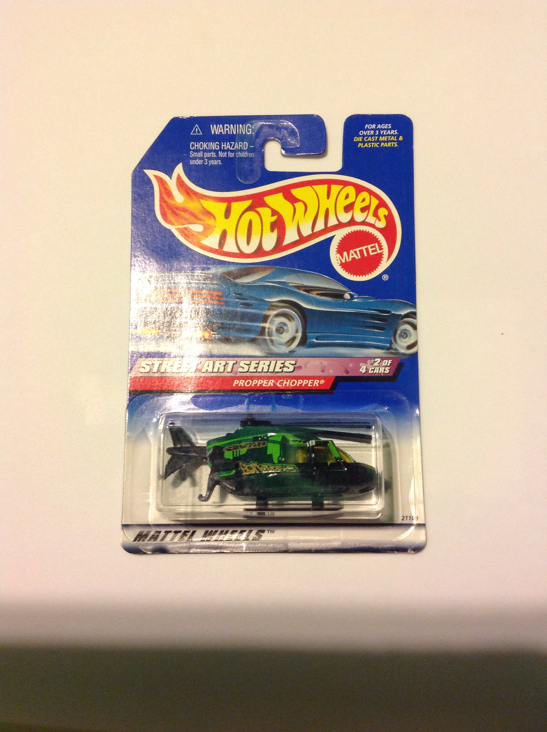 ⚠ WARNING:
CHOKING HAZARD –
Small parts. Not for children
under 3 years.
FOR AGES
OVER 3 YEARS.
DIE CAST METAL &
PLASTIC PARTS.
HOT WHEELS
MATTEL
®
STREET ART SERIES
#2 OF
4 CARS
PROPPER CHOPPER®
MATTEL WHEELS™